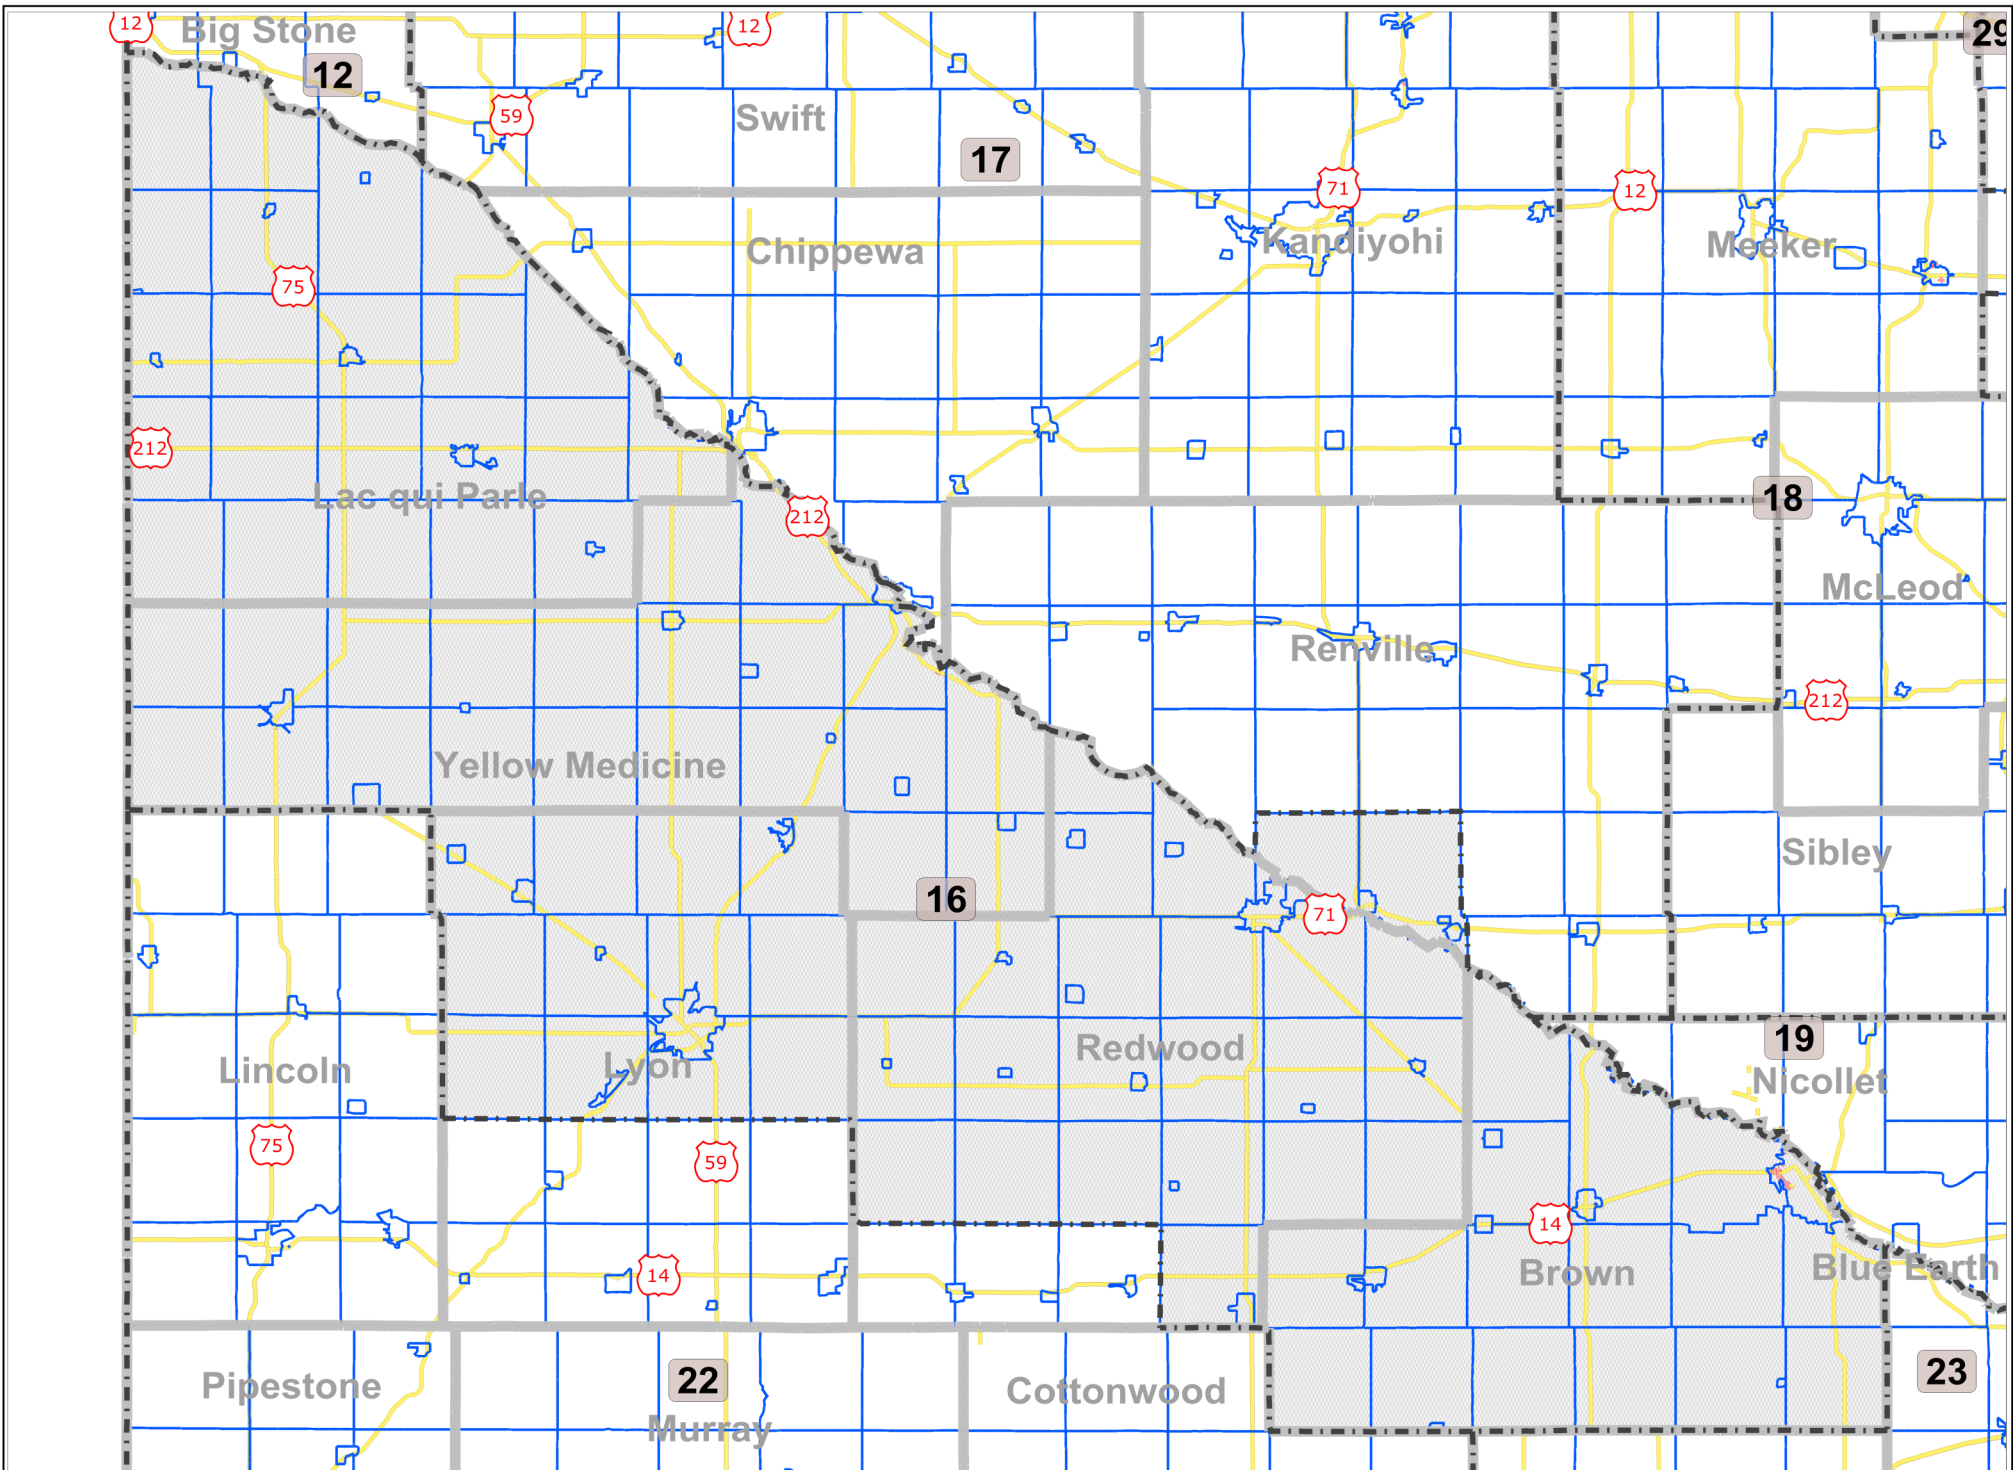 12
Big Stone
12
29
12
59
Swift
17
71
12
Chippewa
Kandiyohi
Meeker
75
212
Lac qui Parle
212
18
McLeod
Renville
212
Yellow Medicine
Sibley
16
71
19
Redwood
Lyon
Lincoln
Nicollet
75
59
14
14
Brown
Blue Earth
Pipestone
22
Cottonwood
23
Murray